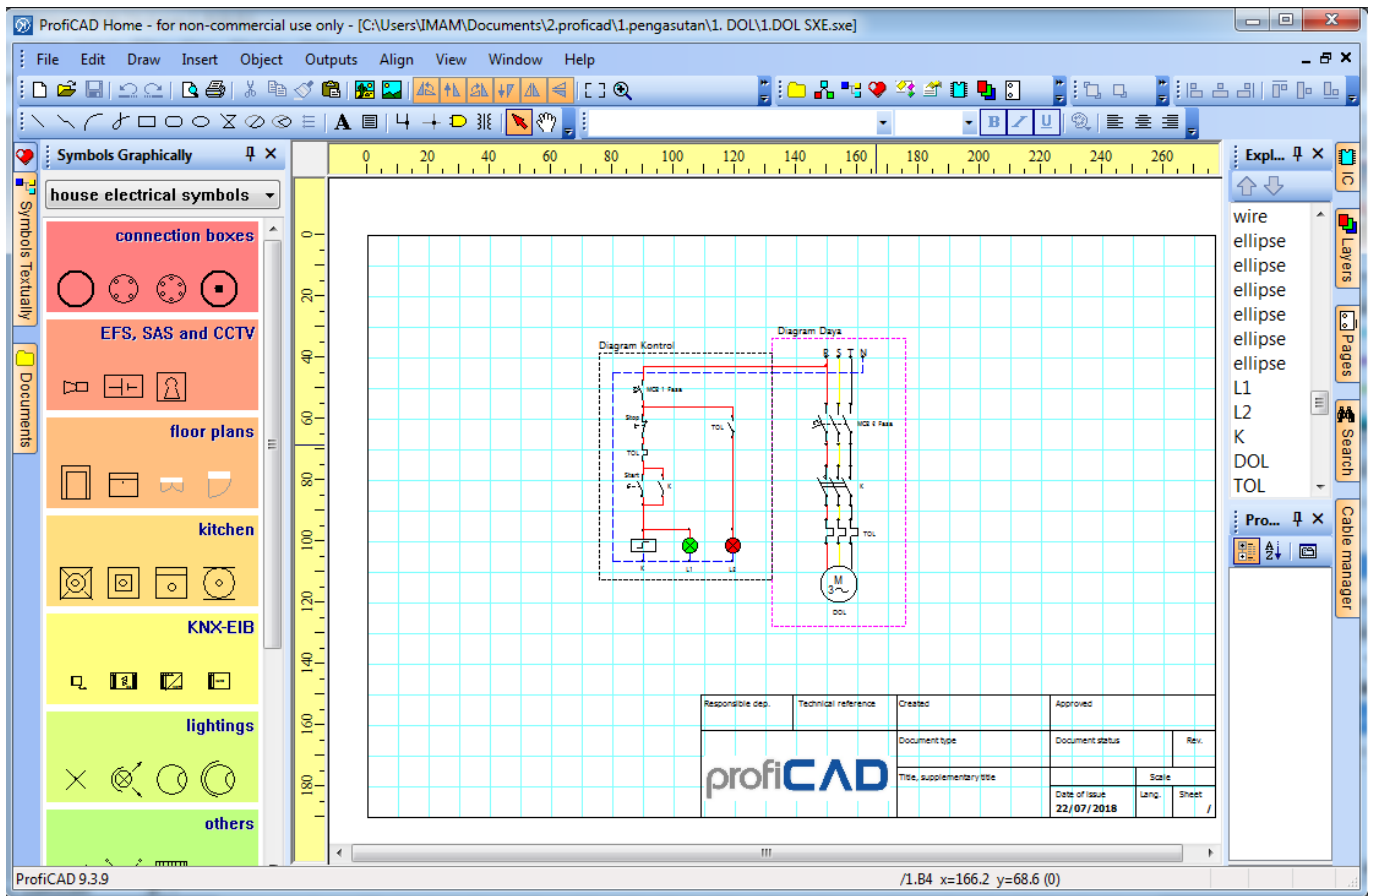 ProfiCAD Home - for non-commercial use only - [C:\Users\IMAM\Documents\2.proficad\1.pengasutan\1. DOL\1.DOL SXE.sxe]
File Edit Draw Insert Object Outputs Align View Window Help
A B I U
Symbols Graphically
house electrical symbols
Symbols Textually
Documents
connection boxes
EFS, SAS and CCTV
floor plans
kitchen
KNX-EIB
lightings
others
0 20 40 60 80 100 120 140 160 180 200 220 240 260
0
20
40
60
80
100
120
140
160
180
Diagram Daya
Diagram Kontrol
R S T N
MCB 1 Fasa
Stop
TOL
MCB 6 Fasa
TOL
Start
K
K
TOL
K L1 L2
M
3~
DOL
Responsible dep. Technical reference Created Approved
Document type Document status Rev.
profiCAD
Title, supplementary title Scale
Date of issue Lang. Sheet
22/07/2018 /
Expl...
wire
ellipse
ellipse
ellipse
ellipse
ellipse
ellipse
L1
L2
K
DOL
TOL
Pro...
IC
Layers
Pages
Search
Cable manager
ProfiCAD 9.3.9
/1.B4 x=166.2 y=68.6 (0)